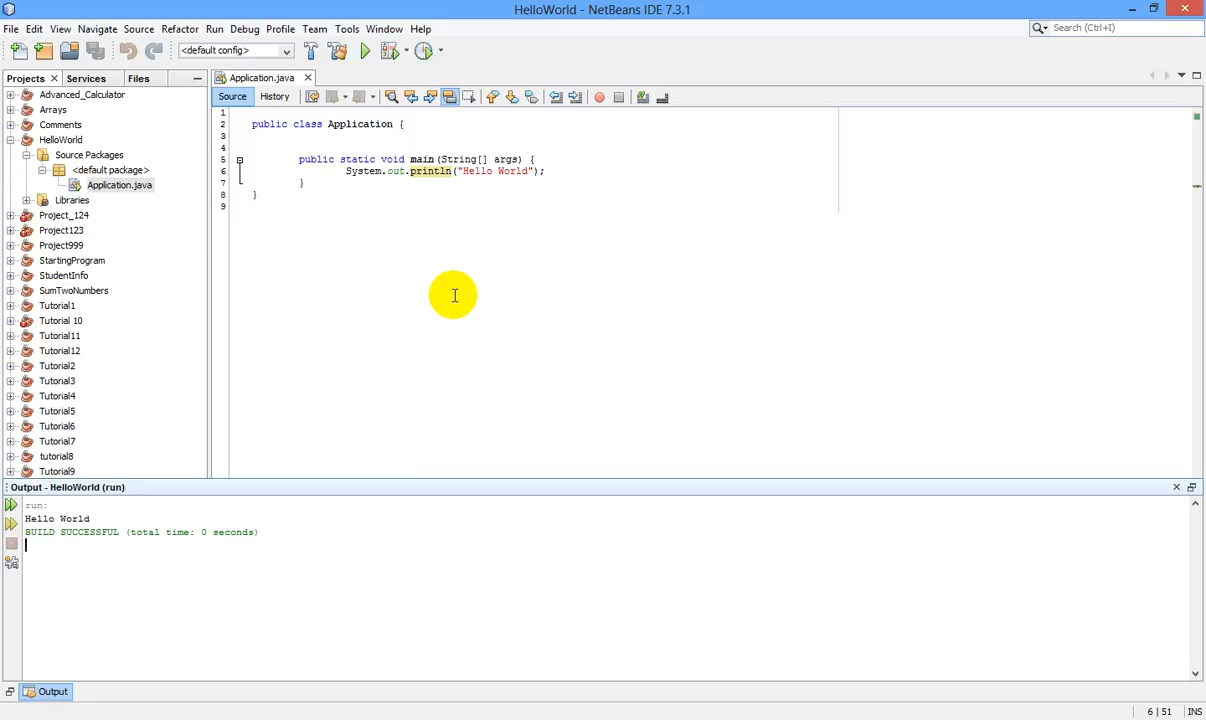 HelloWorld - NetBeans IDE 7.3.1
File Edit View Navigate Source Refactor Run Debug Profile Team Tools Window Help
Search (Ctrl+I)
<default config>
Projects Services Files
Application.java
Source History
Advanced_Calculator
Arrays
Comments
HelloWorld
Source Packages
<default package>
Application.java
Libraries
Project_124
Project123
Project999
StartingProgram
StudentInfo
SumTwoNumbers
Tutorial1
Tutorial 10
Tutorial11
Tutorial12
Tutorial2
Tutorial3
Tutorial4
Tutorial5
Tutorial6
Tutorial7
tutorial8
Tutorial9
1
2 public class Application {
3
4
5 public static void main(String[] args) {
6 System.out.println("Hello World");
7 }
8 }
9
Output - HelloWorld (run)
run:
Hello World
BUILD SUCCESSFUL (total time: 0 seconds)
Output
6 | 51 INS